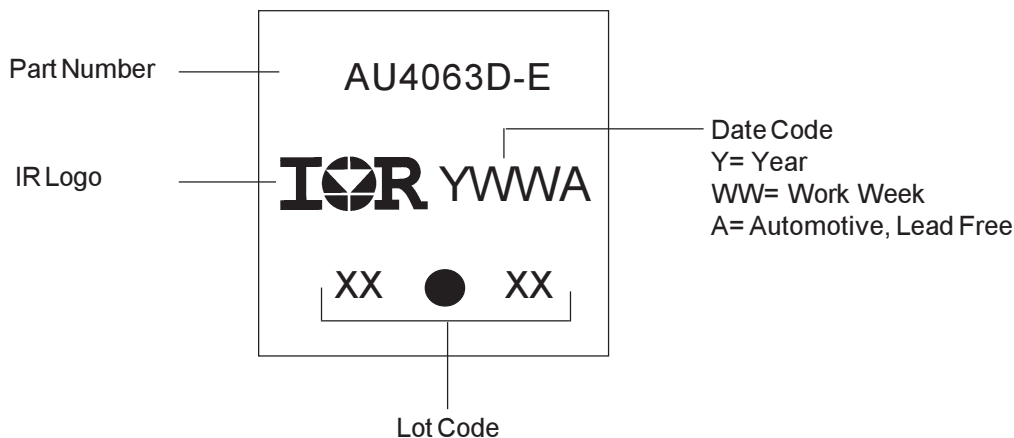 Part Number
AU4063D-E
IR Logo
IOR YWWA
Date Code
Y= Year
WW= Work Week
A= Automotive, Lead Free
XX XX
Lot Code